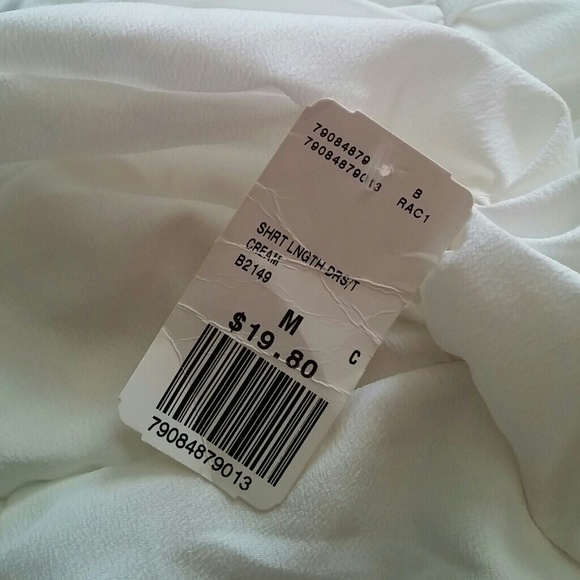 79084879
79084879013
B
RAC1
SHRT LNGTH DRS/T
CREAM
B2149
M
C
$19.80
79084879013